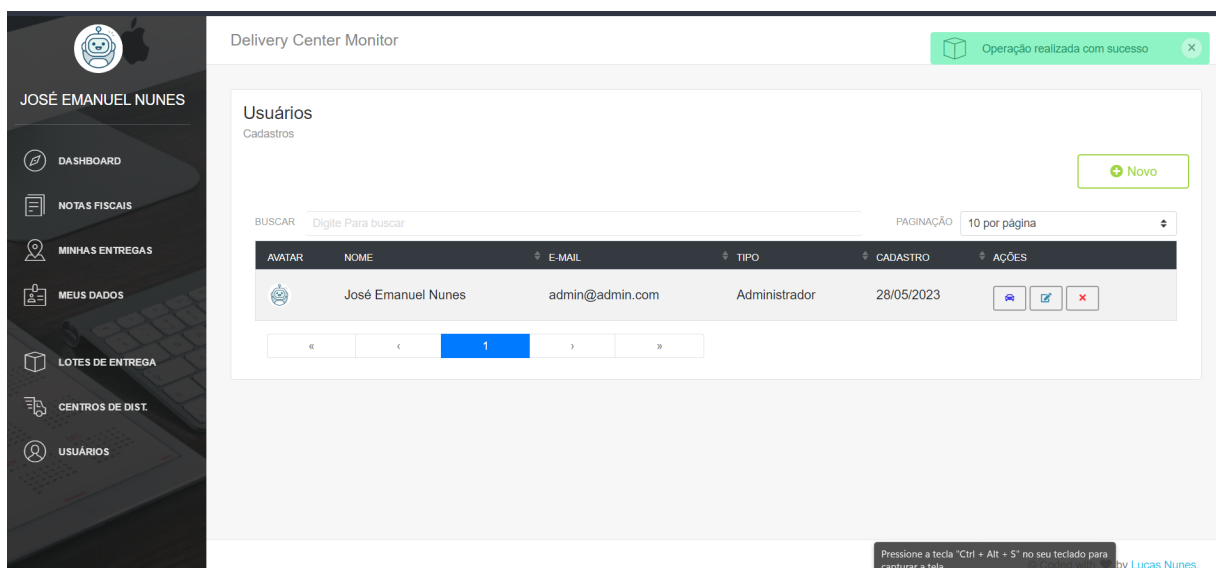 JOSÉ EMANUEL NUNES
DASHBOARD
NOTAS FISCAIS
MINHAS ENTREGAS
MEUS DADOS
LOTES DE ENTREGA
CENTROS DE DIST.
USUÁRIOS
Delivery Center Monitor
Operação realizada com sucesso
×
Usuários
Cadastros
Novo
BUSCAR Digite Para buscar PAGINAÇÃO 10 por página
AVATAR NOME E-MAIL TIPO CADASTRO AÇÕES
José Emanuel Nunes admin@admin.com Administrador 28/05/2023
« ‹ 1 › »
Pressione a tecla "Ctrl + Alt + S" no seu teclado para
capturar a tela
© Coded with by Lucas Nunes.